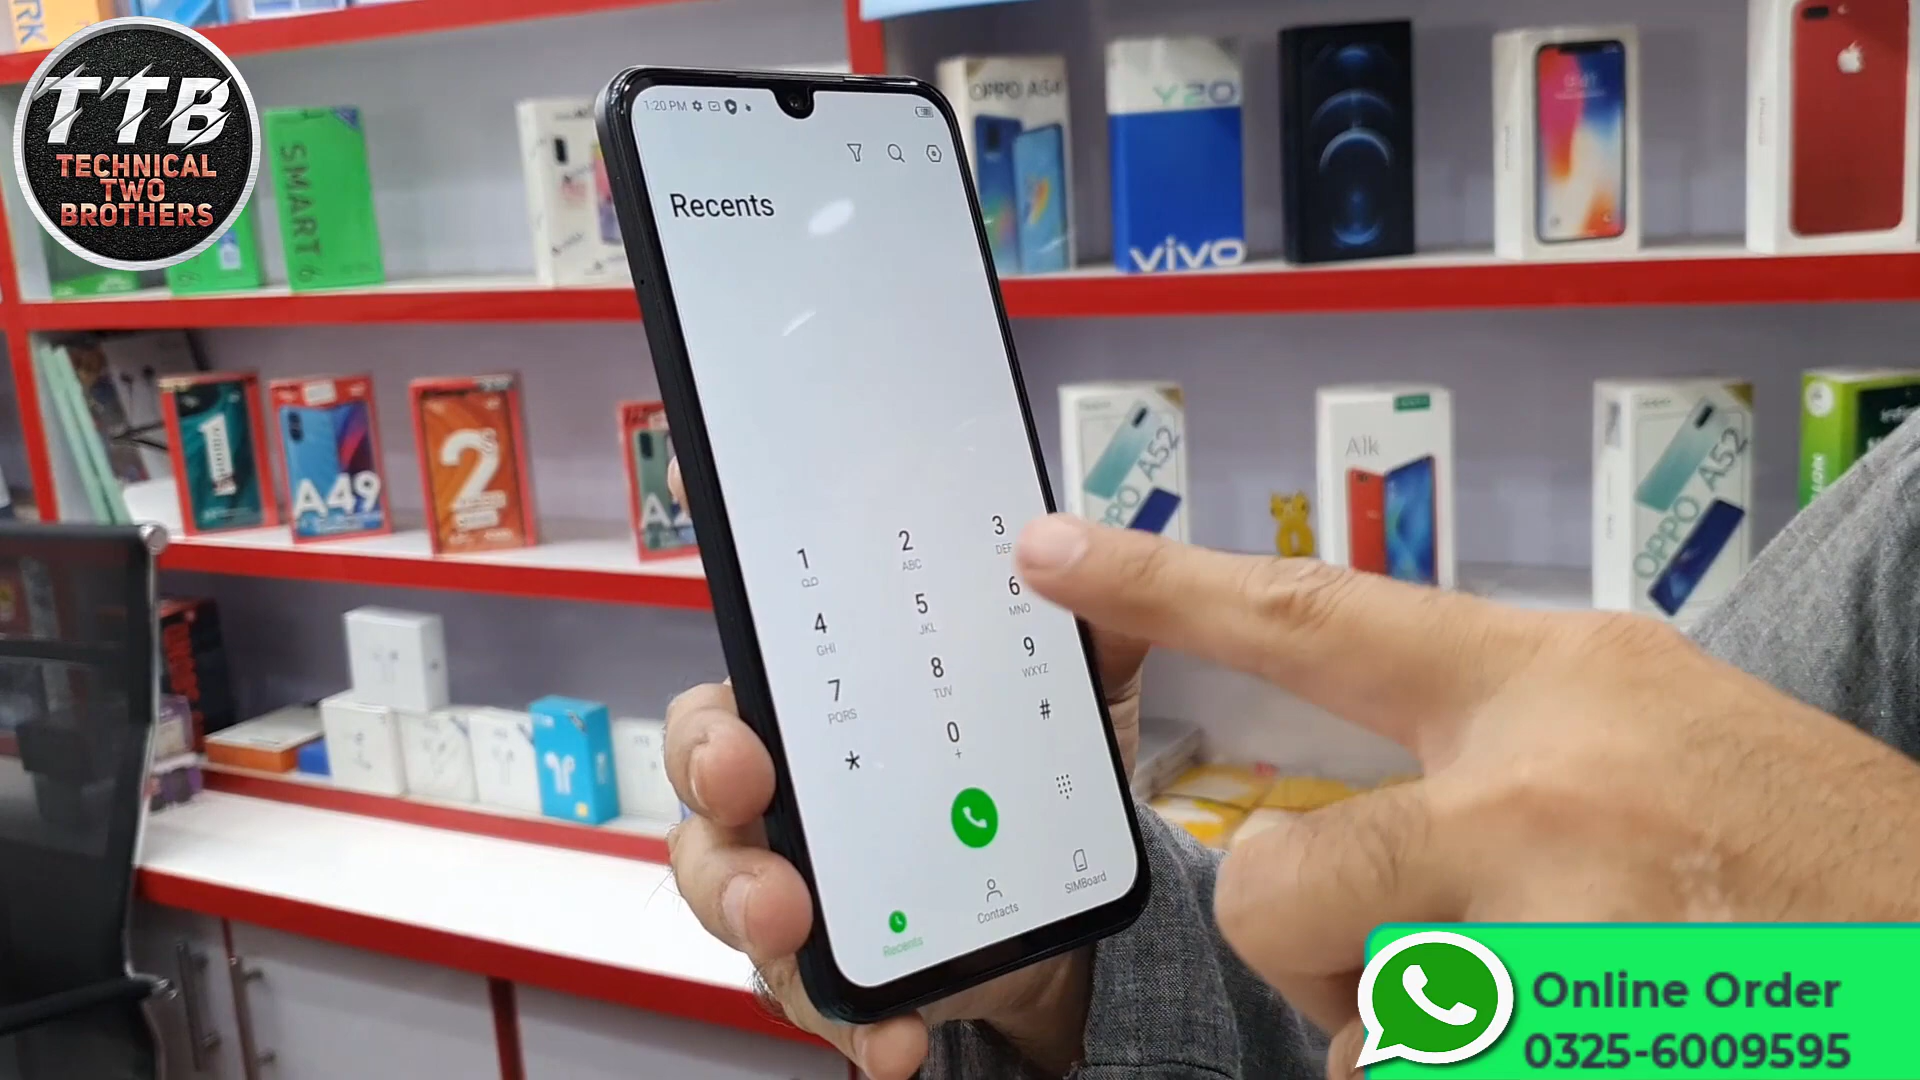 TTB
TECHNICAL
TWO
BROTHERS
SMART 6
1:20 PM
Recents
1
2
ABC
3
DEF
4
GHI
5
JKL
6
MNO
7
PQRS
8
TUV
9
WXYZ
*
0
+
#
Recents
Contacts
SIMBoard
OPPO A54
Y20
vivo
1
A49
2
OPPO A52
A1k
OPPO A52
Online Order
0325-6009595